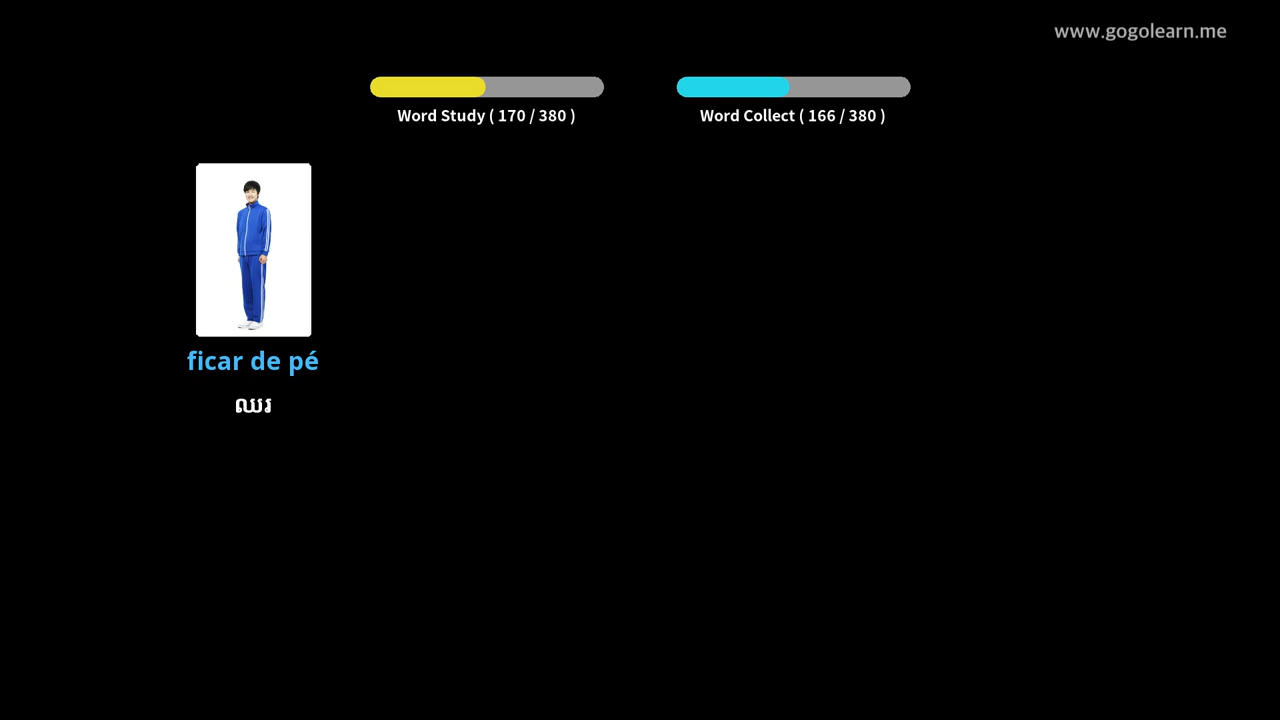 www.gogolearn.me
Word Study ( 170 / 380 )
Word Collect ( 166 / 380 )
ficar de pé
ឈរ